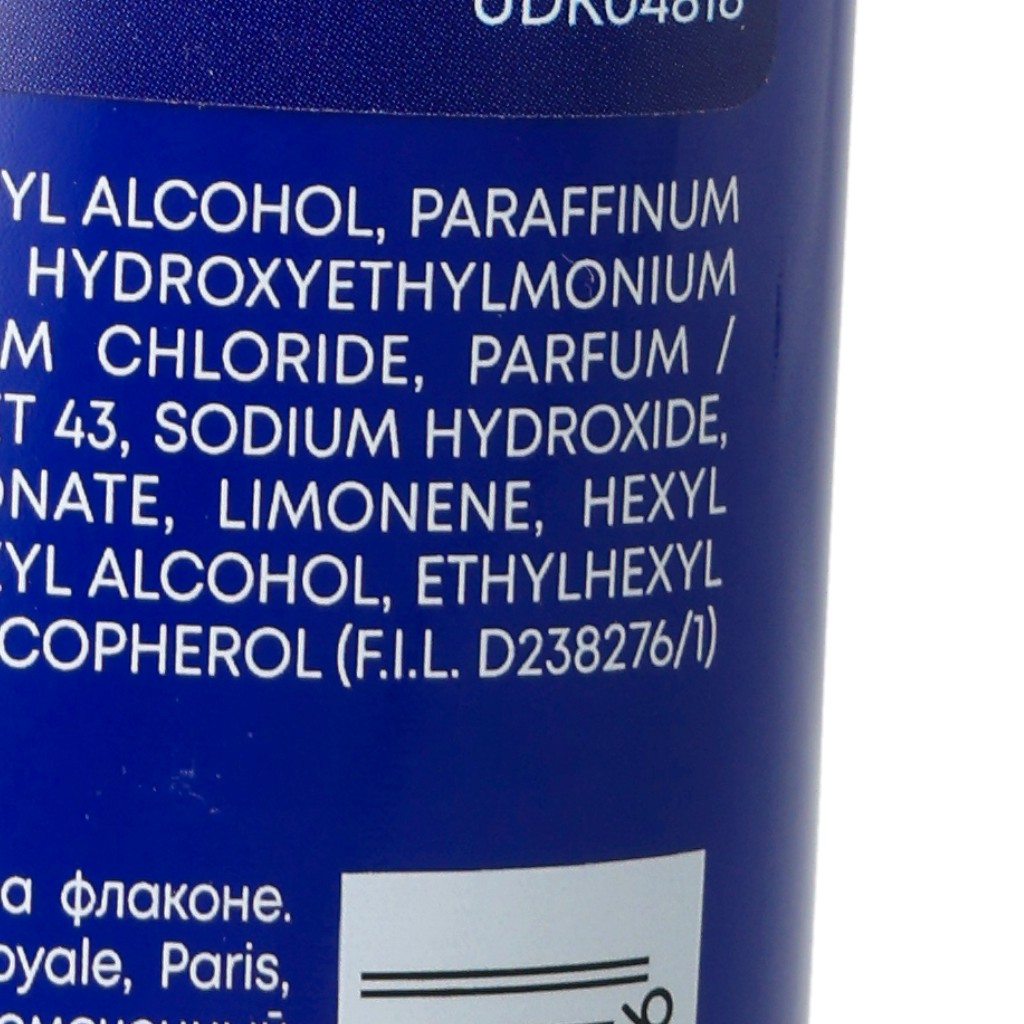 YL ALCOHOL, PARAFFINUM
HYDROXYETHYLMONIUM
M CHLORIDE, PARFUM /
T 43, SODIUM HYDROXIDE,
ONATE, LIMONENE, HEXYL
YL ALCOHOL, ETHYLHEXYL
COPHEROL (F.I.L. D238276/1)
а флаконе.
oyale, Paris,